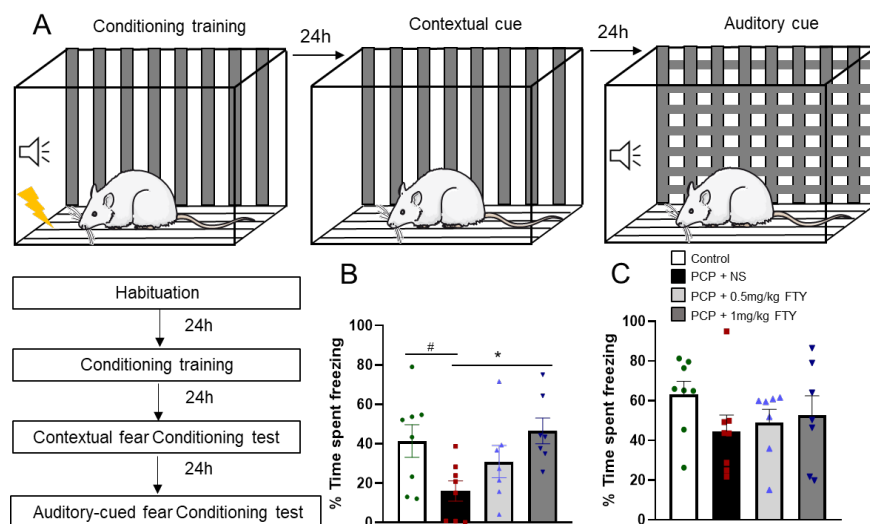 A
Conditioning training
24h
Contextual cue
24h
Auditory cue
Habituation
24h
Conditioning training
24h
Contextual fear Conditioning test
24h
Auditory-cued fear Conditioning test
B
% Time spent freezing
100
80
60
40
20
0
#
*
Control
PCP + NS
PCP + 0.5mg/kg FTY
PCP + 1mg/kg FTY
C
% Time spent freezing
100
80
60
40
20
0